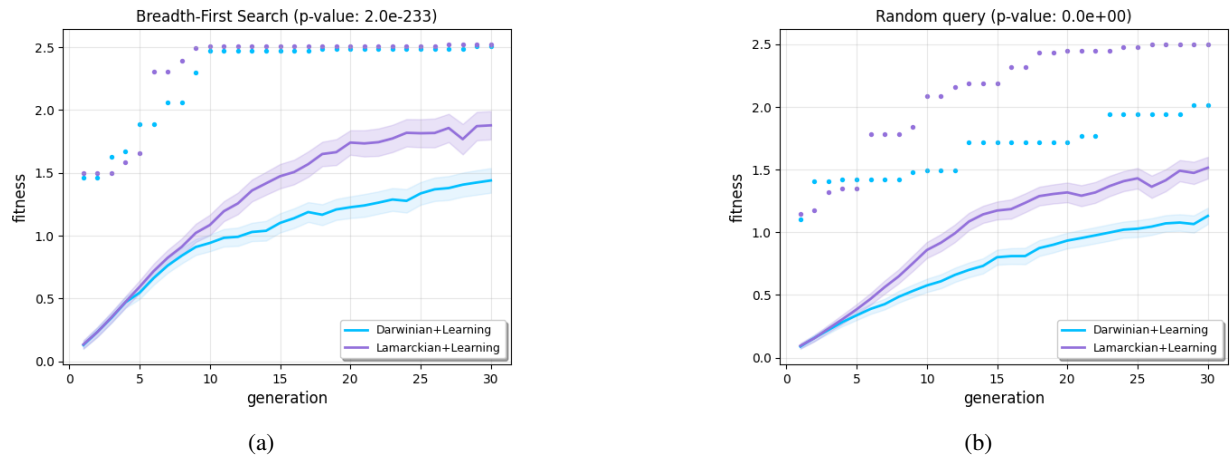 Breadth-First Search (p-value: 2.0e-233)
2.5
2.0
1.5
1.0
0.5
0.0
fitness
0 5 10 15 20 25 30
generation
Darwinian+Learning
Lamarckian+Learning
(a)
Random query (p-value: 0.0e+00)
2.5
2.0
1.5
1.0
0.5
0.0
fitness
0 5 10 15 20 25 30
generation
Darwinian+Learning
Lamarckian+Learning
(b)